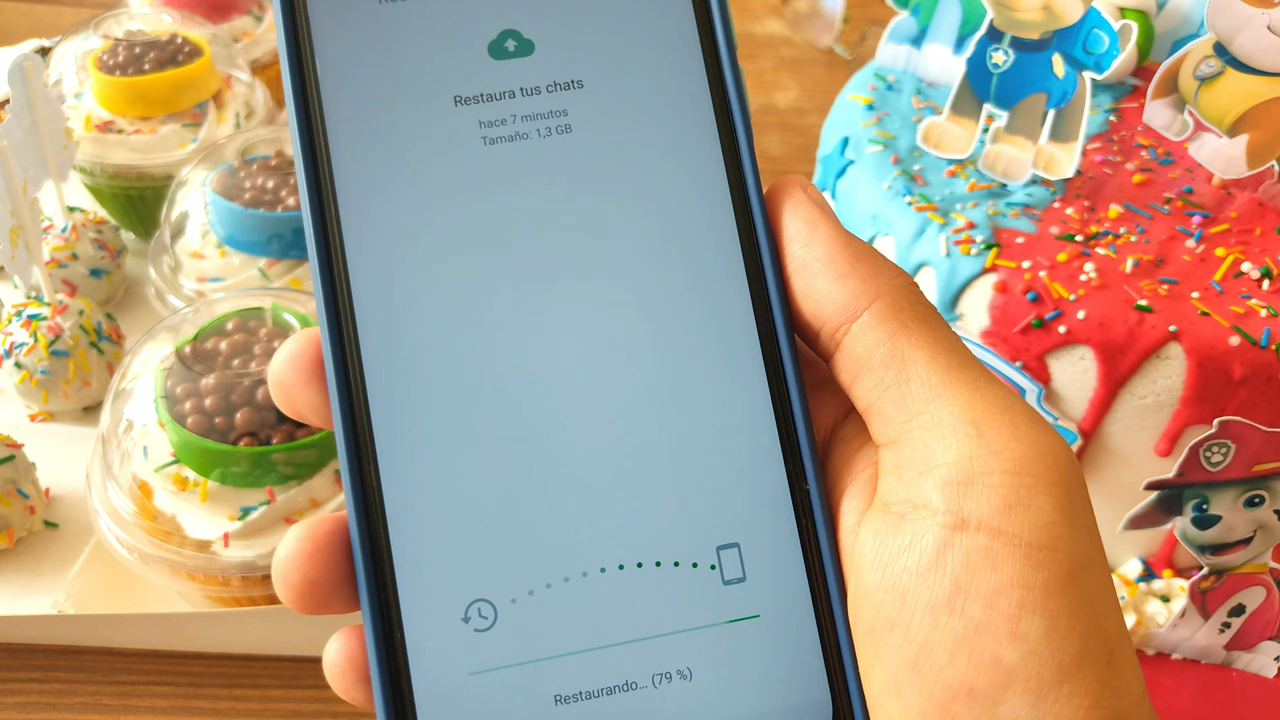 Restaura tus chats
hace 7 minutos
Tamaño: 1,3 GB
Restaurando... (79 %)